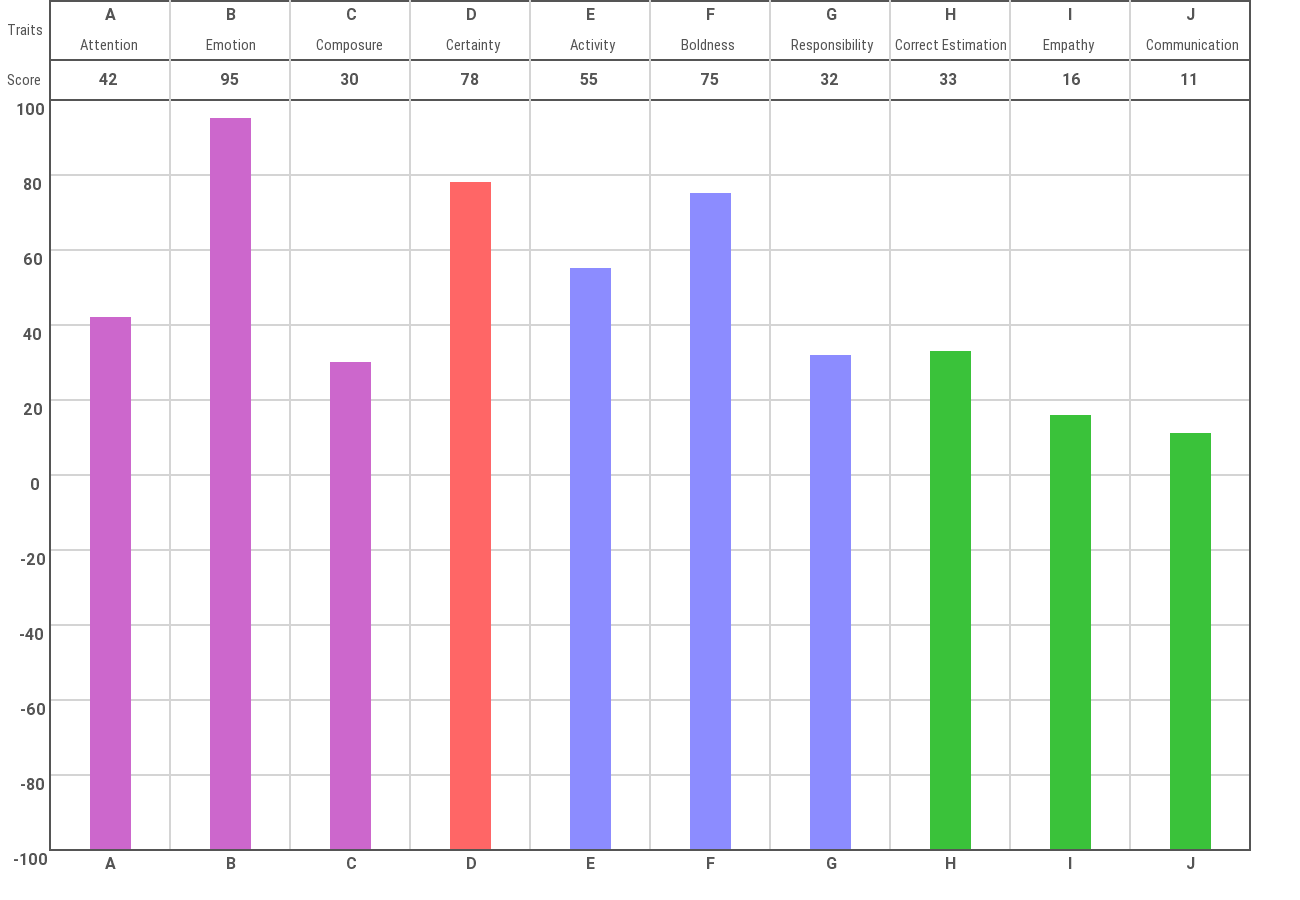 Traits A B C D E F G H I J
Attention Emotion Composure Certainty Activity Boldness Responsibility Correct Estimation Empathy Communication
Score 42 95 30 78 55 75 32 33 16 11
100
80
60
40
20
0
-20
-40
-60
-80
-100
A B C D E F G H I J